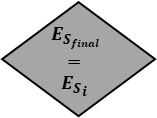 E_{S_{final}}
=
E_{S_i}